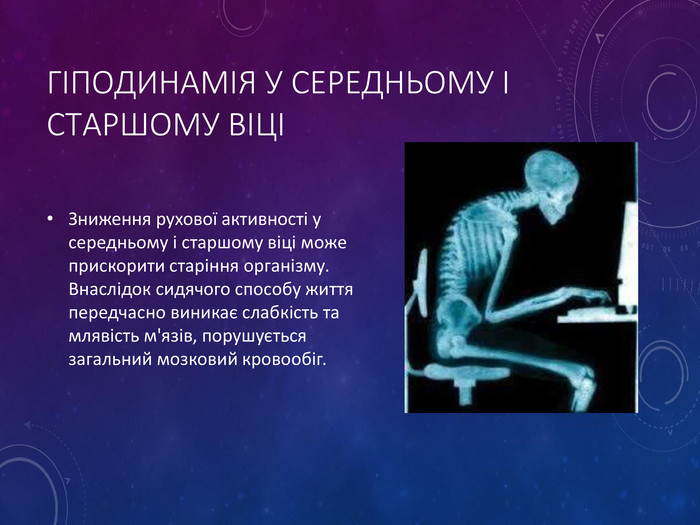 ГІПОДИНАМІЯ У СЕРЕДНЬОМУ І
СТАРШОМУ ВІЦІ
• Зниження рухової активності у
середньому і старшому віці може
прискорити старіння організму.
Внаслідок сидячого способу життя
передчасно виникає слабкість та
млявість м'язів, порушується
загальний мозковий кровообіг.